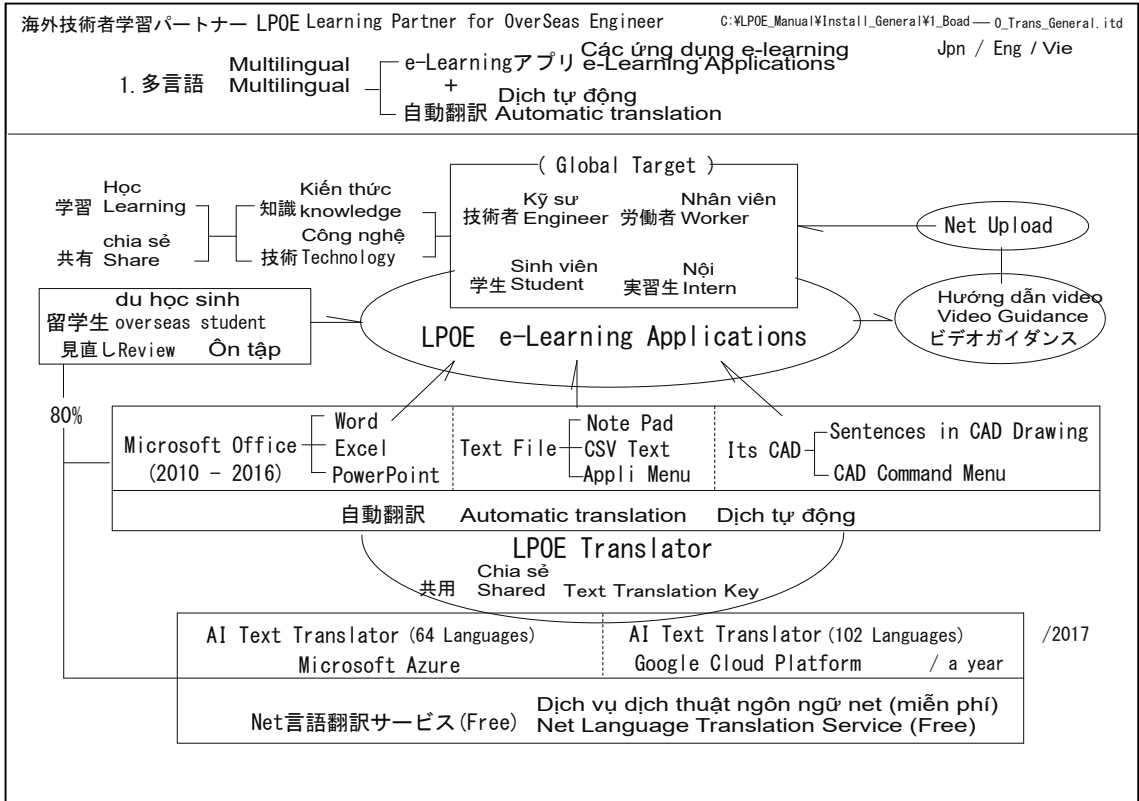 海外技術者学習パートナー LPOE Learning Partner for OverSeas Engineer C:¥LPOE_Manual¥Install_General¥1_Boad — 0_Trans_General.itd
Jpn / Eng / Vie
1. 多言語
Multilingual
Multilingual
Các ứng dụng e-learning
e-Learningアプリ e-Learning Applications
+
Dịch tự động
自動翻訳 Automatic translation
( Global Target )
Học
学習 Learning
chia sẻ
共有 Share
Kiến thức
知識 knowledge
Công nghệ
技術 Technology
Kỹ sư
技術者 Engineer
Nhân viên
労働者 Worker
Sinh viên
学生 Student
Nội
実習生 Intern
Net Upload
Hướng dẫn video
Video Guidance
ビデオガイダンス
du học sinh
留学生 overseas student
見直し Review Ôn tập
LPOE e-Learning Applications
80%
Microsoft Office
(2010 - 2016)
Word
Excel
PowerPoint
Text File
Note Pad
CSV Text
Appli Menu
Its CAD
Sentences in CAD Drawing
CAD Command Menu
自動翻訳 Automatic translation Dịch tự động
LPOE Translator
Chia sẻ
共用 Shared Text Translation Key
AI Text Translator (64 Languages)
Microsoft Azure
AI Text Translator (102 Languages)
Google Cloud Platform / a year
/2017
Dịch vụ dịch thuật ngôn ngữ net (miễn phí)
Net言語翻訳サービス(Free) Net Language Translation Service (Free)